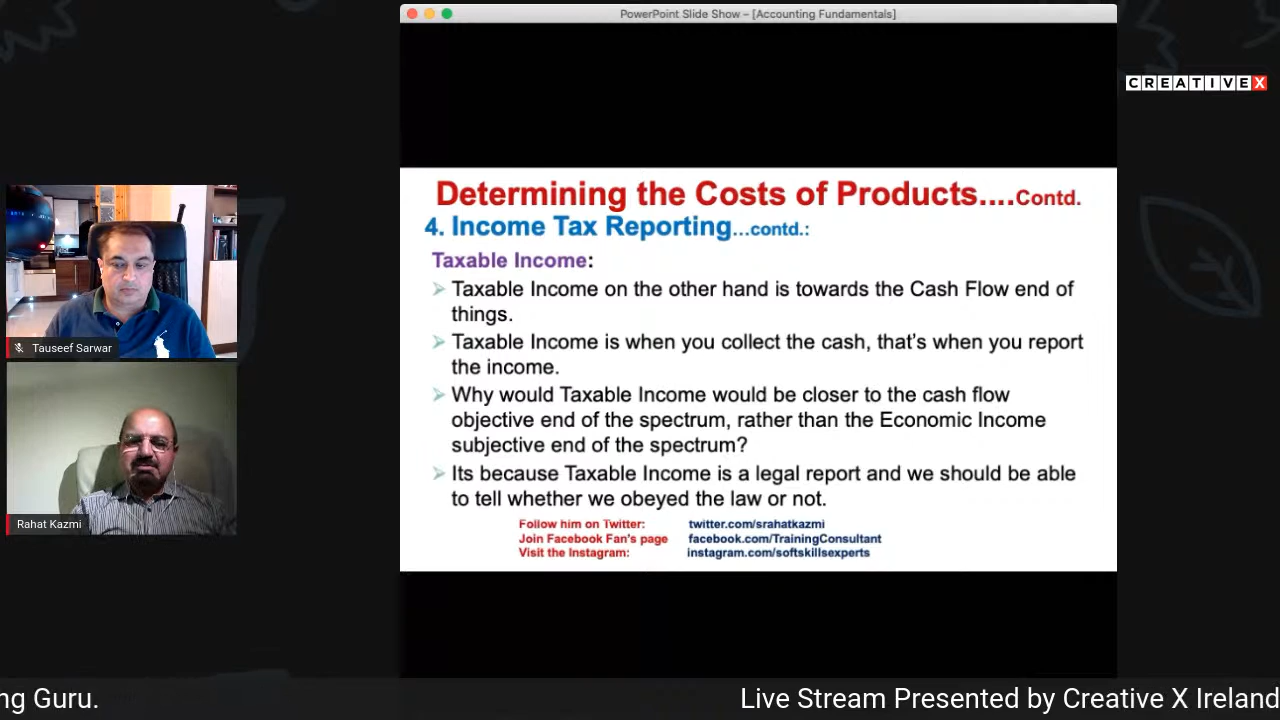 PowerPoint Slide Show – [Accounting Fundamentals]
CREATIVEX
Determining the Costs of Products....Contd.
4. Income Tax Reporting...contd.:
Taxable Income:
Taxable Income on the other hand is towards the Cash Flow end of
things.
Taxable Income is when you collect the cash, that's when you report
the income.
Why would Taxable Income would be closer to the cash flow
objective end of the spectrum, rather than the Economic Income
subjective end of the spectrum?
Its because Taxable Income is a legal report and we should be able
to tell whether we obeyed the law or not.
Follow him on Twitter: twitter.com/srahatkazmi
Join Facebook Fan's page facebook.com/TrainingConsultant
Visit the Instagram: instagram.com/softskillsexperts
Tauseef Sarwar
Rahat Kazmi
ng Guru. Live Stream Presented by Creative X Ireland